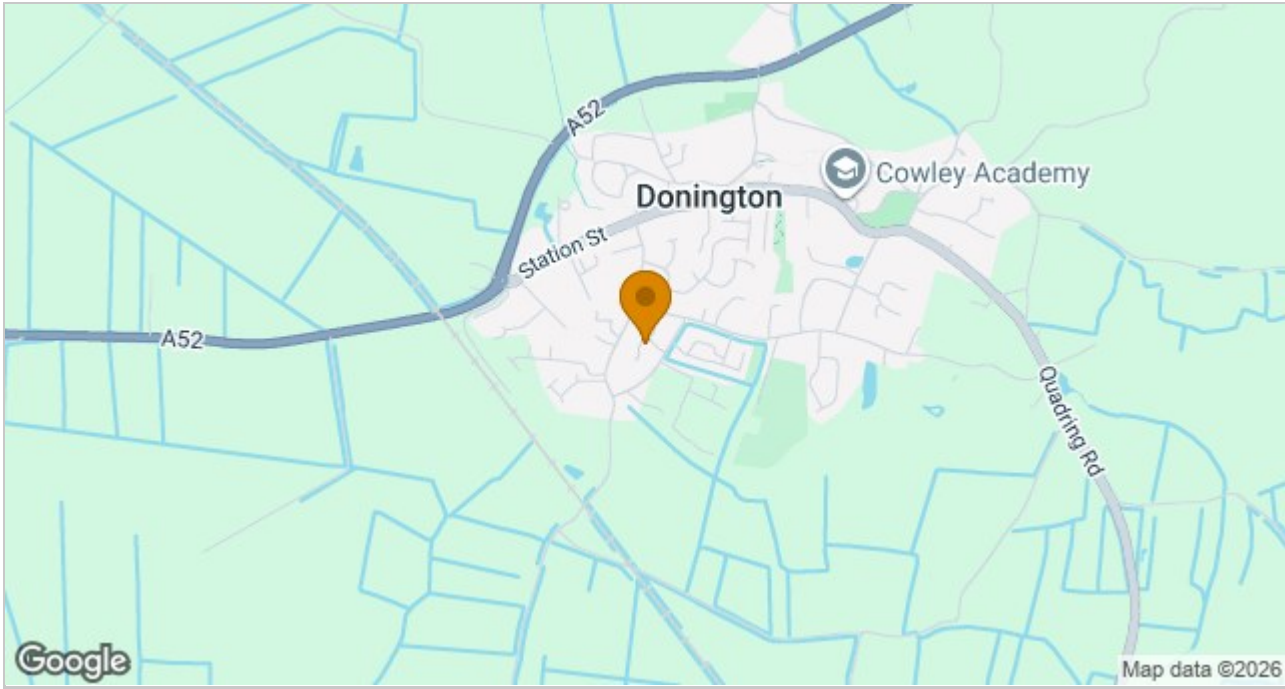 A52
Cowley Academy
Donington
Station St
A52
Quadring Rd
Google
Map data ©2026